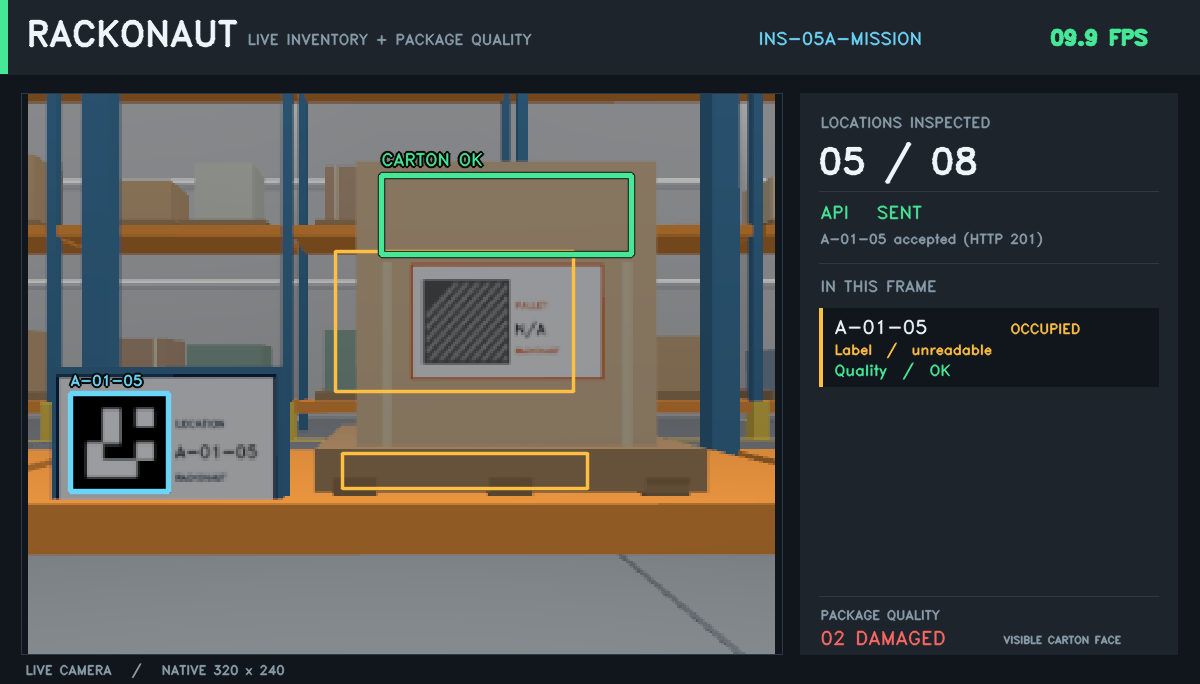 RACKONAUT LIVE INVENTORY + PACKAGE QUALITY INS-05A-MISSION 09.9 FPS
CARTON OK
PALLET
N/A
A-01-05
LOCATION
A-01-05
RACKONAUT
LOCATIONS INSPECTED
05 / 08
API SENT
A-01-05 accepted (HTTP 201)
IN THIS FRAME
A-01-05 OCCUPIED
Label / unreadable
Quality / OK
PACKAGE QUALITY
02 DAMAGED VISIBLE CARTON FACE
LIVE CAMERA / NATIVE 320 x 240